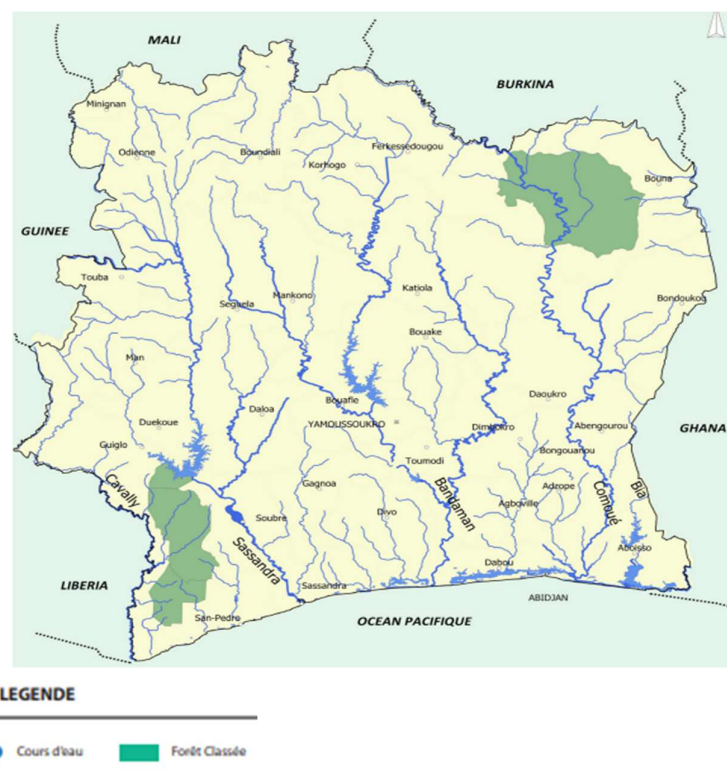 MALI
BURKINA
Minignan
Ferkessedougou
Odienne
Boundiali
Korhogo
Bouna
GUINEE
Touba
Katiola
Mankono
Seguela
Bondoukou
Bouake
Man
Daoukro
Bouafle
Daloa
Duekoue
YAMOUSSOUKRO
Dimbokro
Abengourou
GHANA
Guiglo
Bongouanou
Toumodi
Cavally
Gagnoa
Adzope
Bandaman
Comoué
Bia
Agboville
Divo
Soubre
Sassandra
Aboisso
Dabou
LIBERIA
Sassandra
ABIDJAN
San-Pedro
OCEAN PACIFIQUE
LEGENDE
Cours d'eau
Forêt Classée